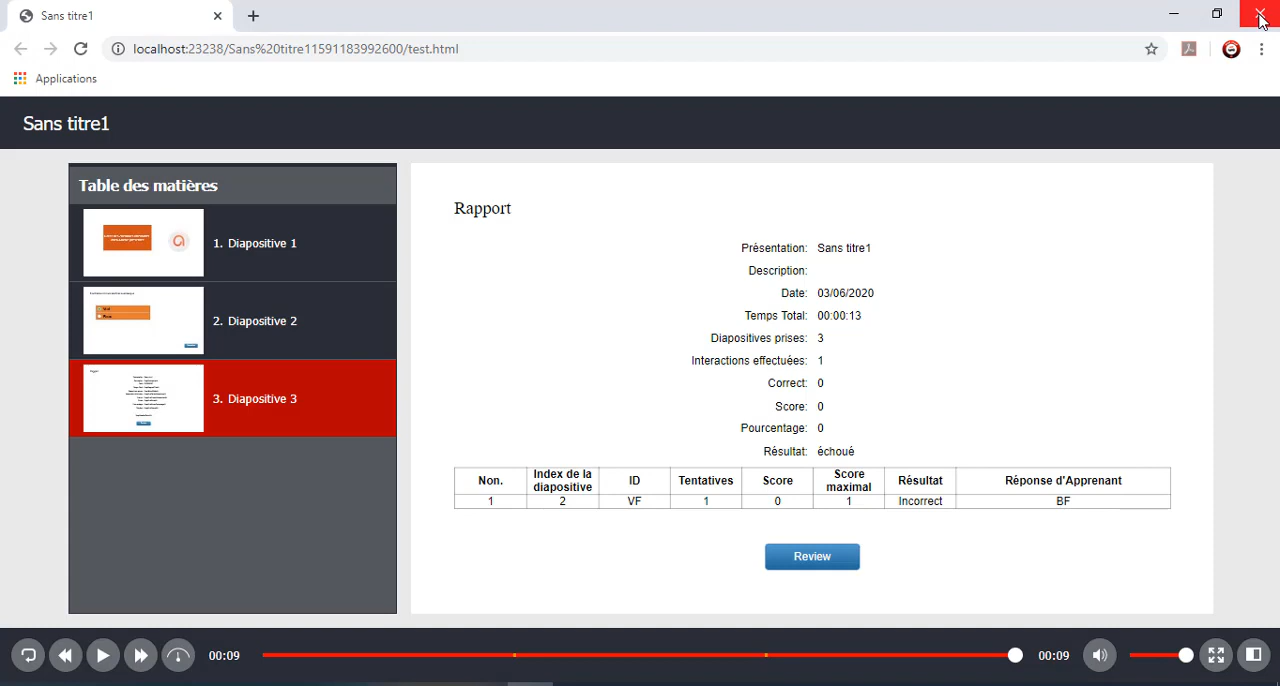 Sans titre1
localhost:23238/Sans%20titre11591183992600/test.html
Applications
Sans titre1
Table des matières
1. Diapositive 1
2. Diapositive 2
3. Diapositive 3
Rapport
Présentation: Sans titre1
Description:
Date: 03/06/2020
Temps Total: 00:00:13
Diapositives prises: 3
Interactions effectuées: 1
Correct: 0
Score: 0
Pourcentage: 0
Résultat: échoué
Non. Index de la diapositive ID Tentatives Score Score maximal Résultat Réponse d'Apprenant
1 2 VF 1 0 1 Incorrect BF
Review
00:09 00:09